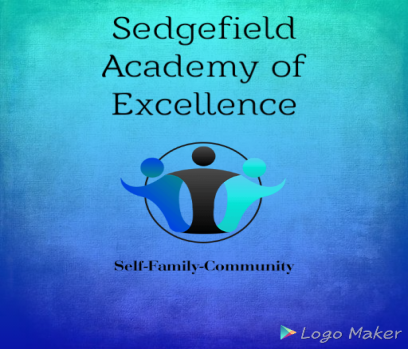 Sedgefield
Academy of
Excellence
Self-Family-Community
Logo Maker